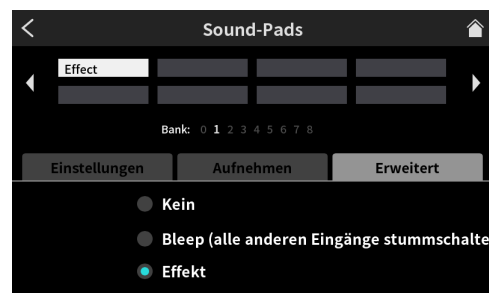 Sound-Pads
Effect
Bank: 0 1 2 3 4 5 6 7 8
Einstellungen Aufnehmen Erweitert
Kein
Bleep (alle anderen Eingänge stummschalte
Effekt